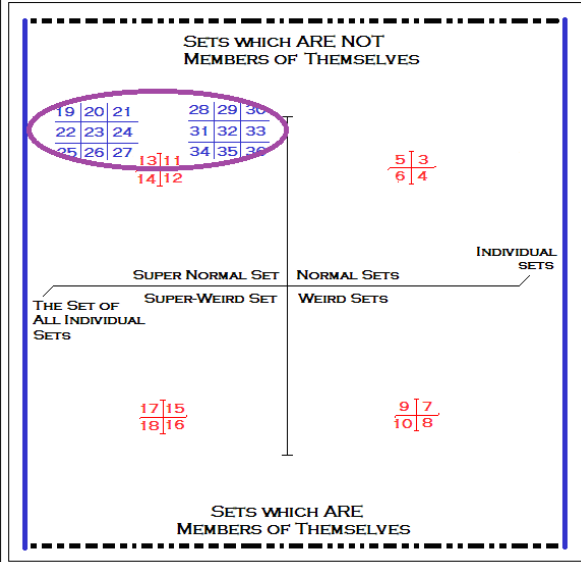 SETS WHICH ARE NOT
MEMBERS OF THEMSELVES
19 20 21
28 29 30
22 23 24
31 32 33
25 26 27
34 35 36
13 11
14 12
5 3
6 4
SUPER NORMAL SET NORMAL SETS
INDIVIDUAL
SETS
SUPER-WEIRD SET WEIRD SETS
THE SET OF
ALL INDIVIDUAL
SETS
17 15
18 16
9 7
10 8
SETS WHICH ARE
MEMBERS OF THEMSELVES